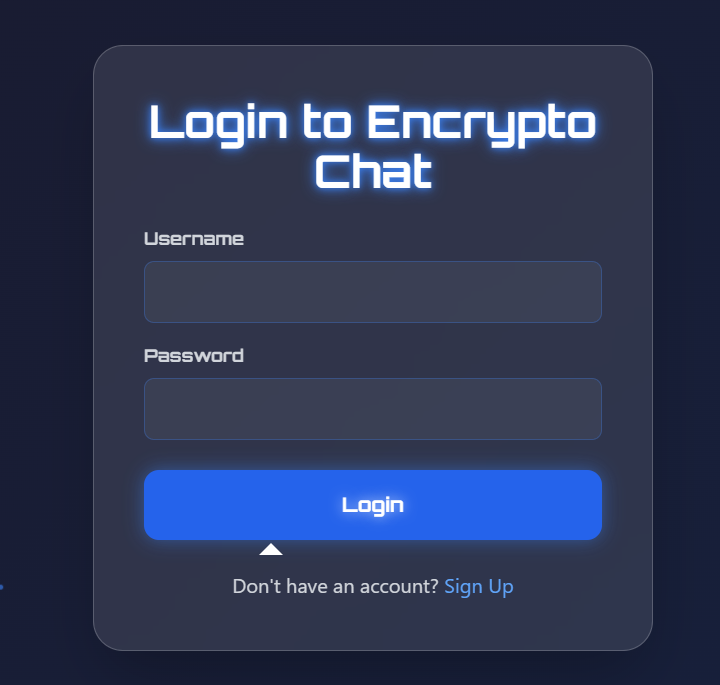 Login to Encrypto
Chat
Username
Password
Login
Don't have an account? Sign Up